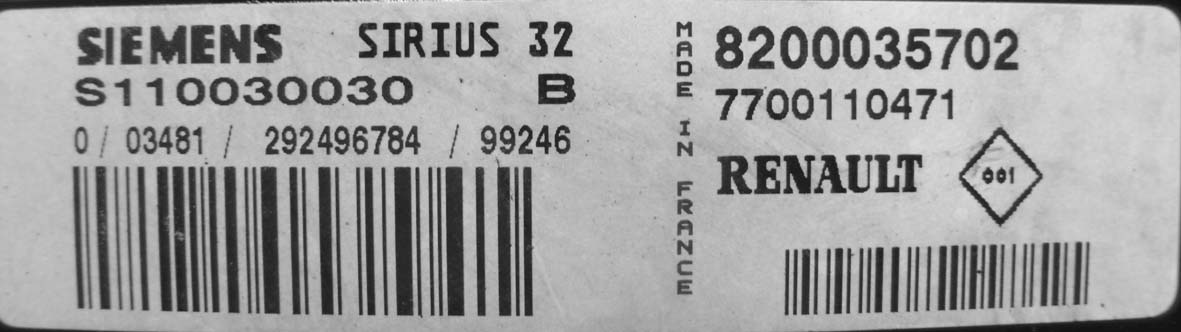 SIEMENS SIRIUS 32
S110030030 B
0 / 03481 / 292496784 / 99246
MADE IN FRANCE
8200035702
7700110471
RENAULT 001